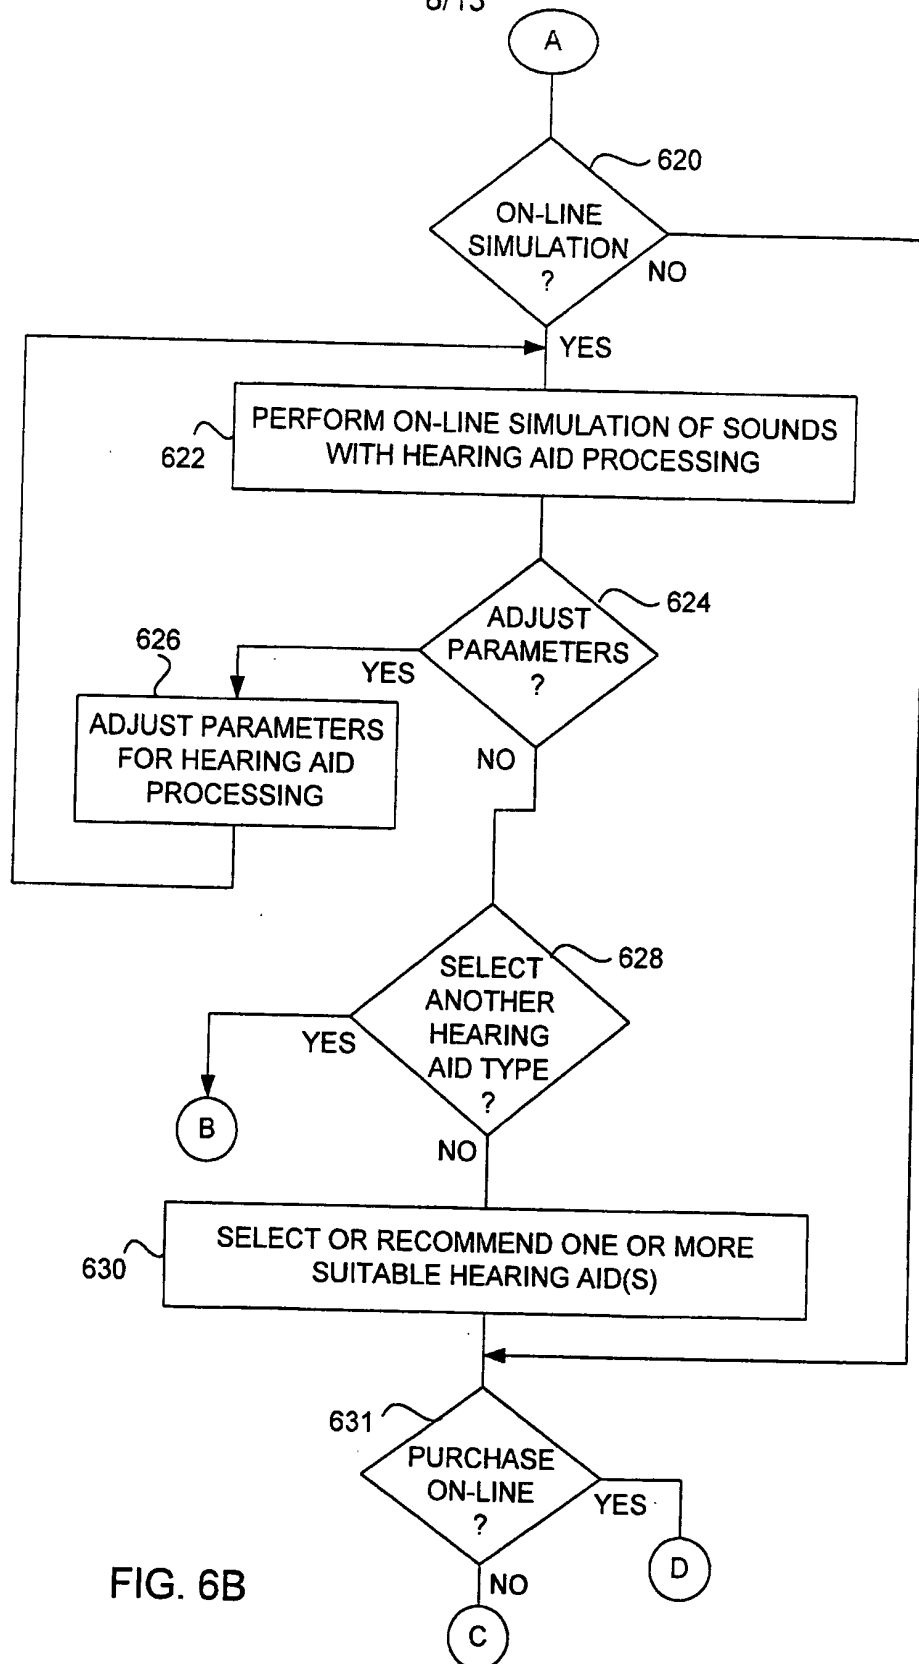 A
620
ON-LINE
SIMULATION
?
NO
YES
PERFORM ON-LINE SIMULATION OF SOUNDS
WITH HEARING AID PROCESSING
622
ADJUST
PARAMETERS
?
624
626
YES
ADJUST PARAMETERS
FOR HEARING AID
PROCESSING
NO
SELECT
ANOTHER
HEARING
AID TYPE
?
628
YES
B
NO
SELECT OR RECOMMEND ONE OR MORE
SUITABLE HEARING AID(S)
630
631
PURCHASE
ON-LINE
?
YES
D
FIG. 6B
NO
C